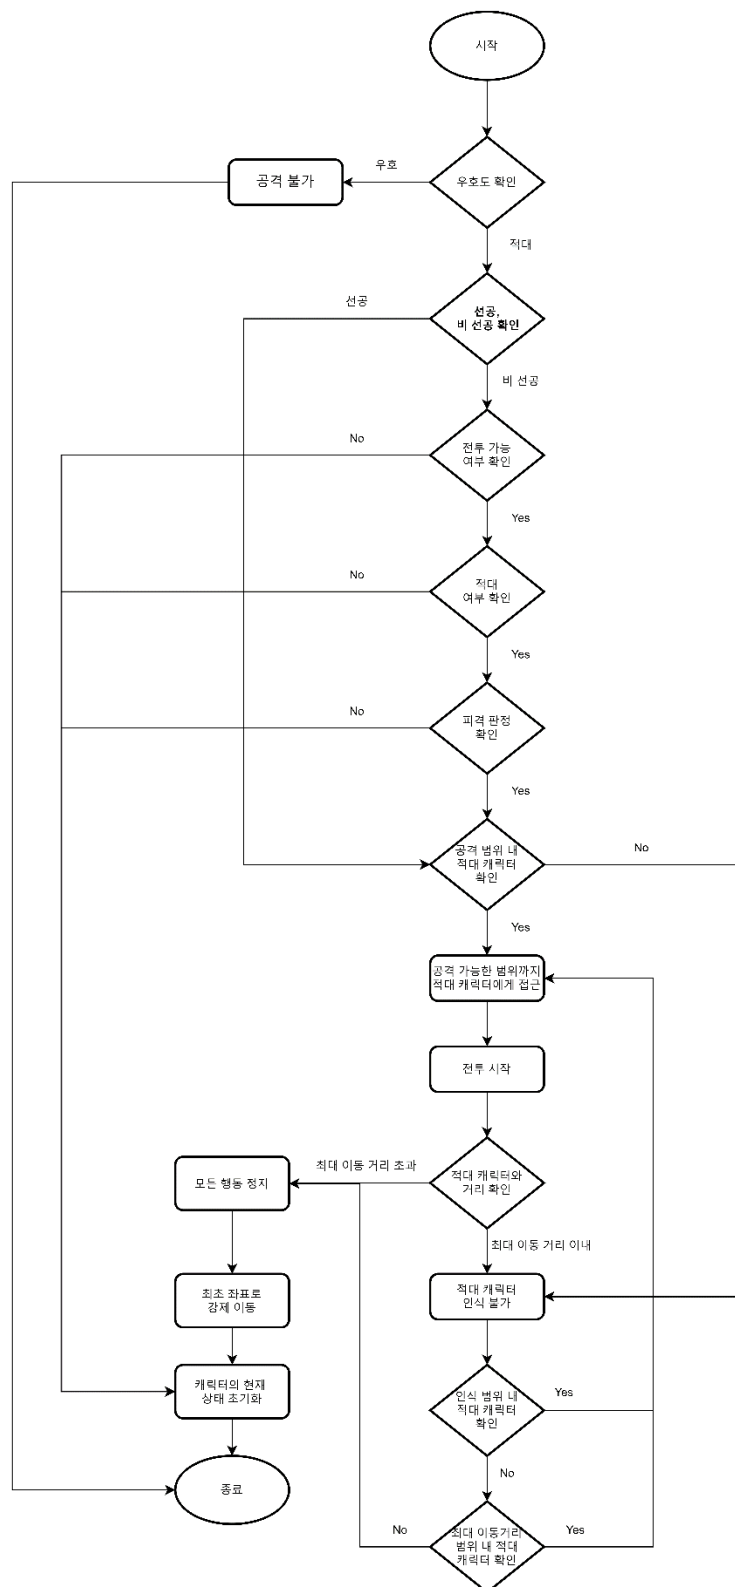 시작
우호
공격 불가
우호도 확인
적대
선공
선공,
비 선공 확인
비 선공
No
전투 가능
여부 확인
Yes
No
적대
여부 확인
Yes
No
피격 판정
확인
Yes
공격 범위 내
적대 캐릭터
확인
No
Yes
공격 가능한 범위까지
적대 캐릭터에게 접근
전투 시작
최대 이동 거리 초과
모든 행동 정지
적대 캐릭터와
거리 확인
최대 이동 거리 이내
최초 좌표로
강제 이동
적대 캐릭터
인식 불가
캐릭터의 현재
상태 초기화
인식 범위 내
적대 캐릭터
확인
Yes
No
종료
No
최대 이동거리
범위 내 적대
캐릭터 확인
Yes